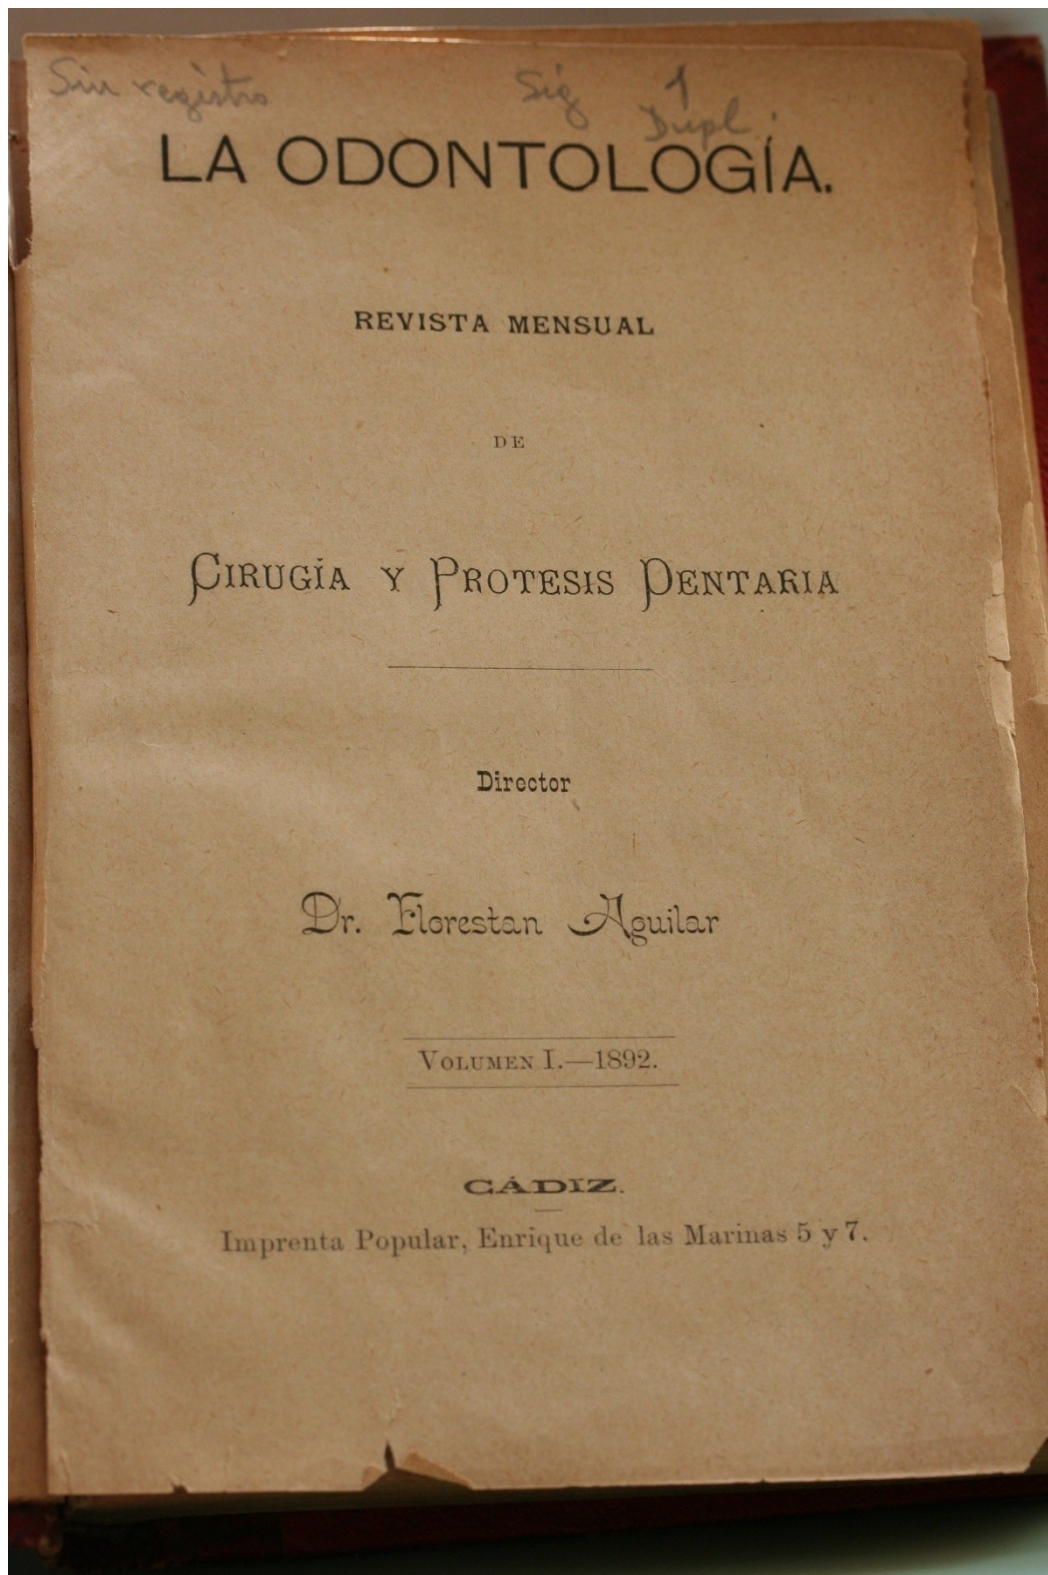 Sin registro Sig 1
Dupl.
LA ODONTOLOGÍA.
REVISTA MENSUAL
DE
CIRUGÍA Y PROTESIS DENTARIA
Director
Dr. Florestan Aguilar
VOLUMEN I.—1892.
CÁDIZ.
Imprenta Popular, Enrique de las Marinas 5 y 7.